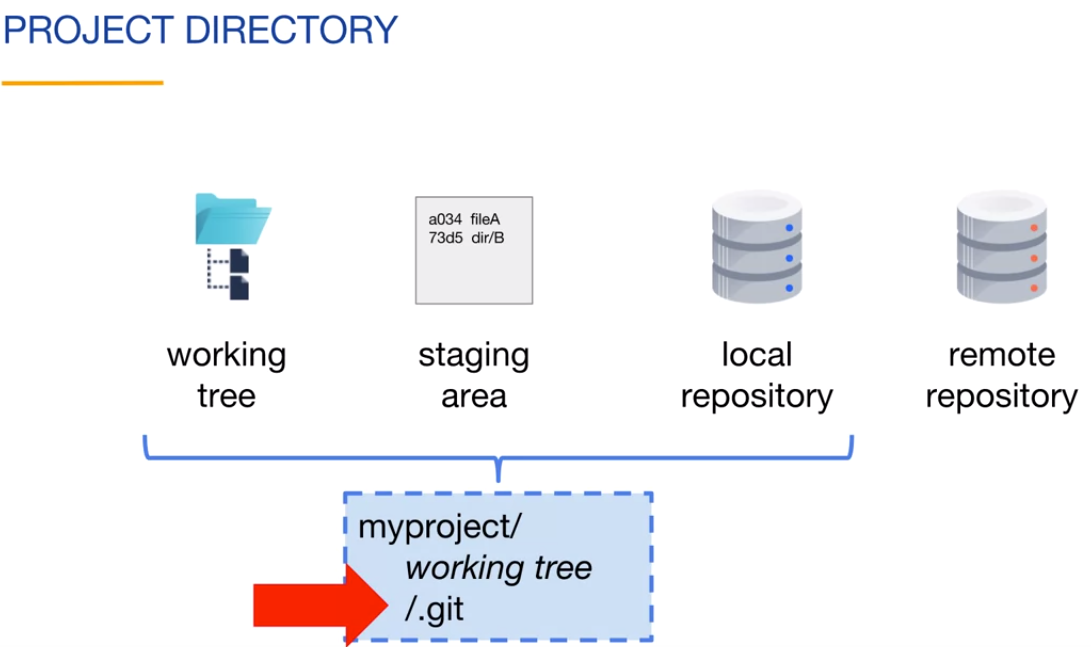 PROJECT DIRECTORY
a034 fileA
73d5 dir/B
working
tree
staging
area
local
repository
remote
repository
myproject/
working tree
/.git